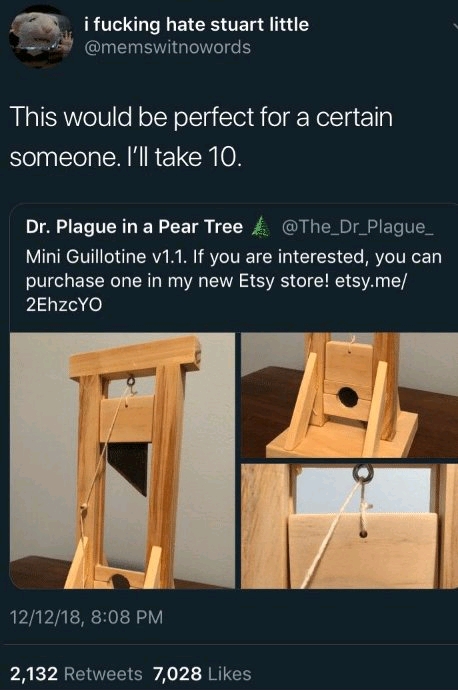 i fucking hate stuart little
@memswitnowords
This would be perfect for a certain
someone. I'll take 10.
Dr. Plague in a Pear Tree 🌲 @The_Dr_Plague_
Mini Guillotine v1.1. If you are interested, you can
purchase one in my new Etsy store! etsy.me/
2EhzcYO
12/12/18, 8:08 PM
2,132 Retweets 7,028 Likes